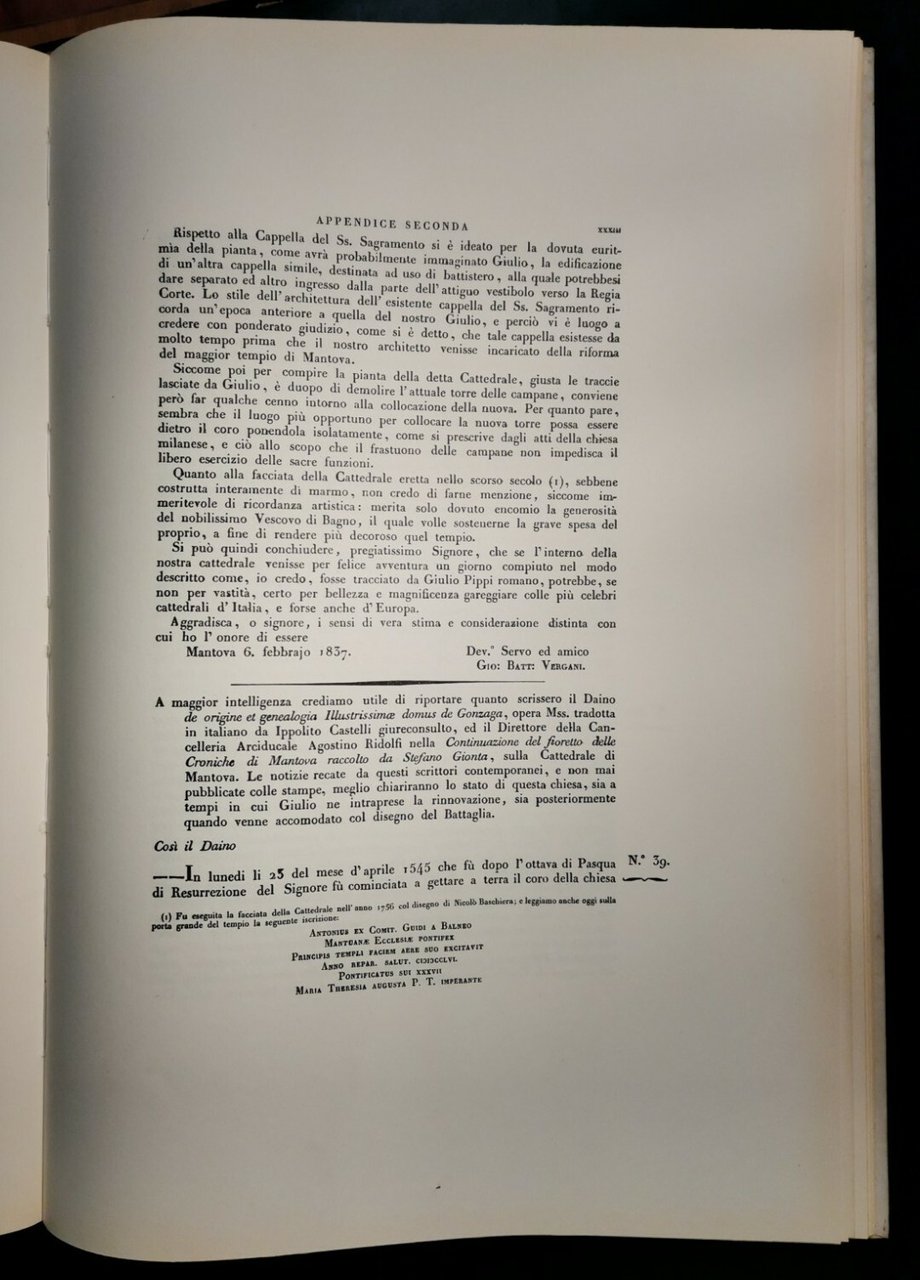 APPENDICE SECONDA xxxiii
Rispetto alla Cappella del Ss. Sagramento si è ideato per la dovuta eurit-
mìa della pianta, come avrà probabilmente immaginato Giulio, la edificazione
di un'altra cappella simile, destinata ad uso di battistero, alla quale potrebbesi
dare separato ed altro ingresso dalla parte dell'attiguo vestibolo verso la Regia
Corte. Lo stile dell'architettura dell'esistente cappella del Ss. Sagramento ri-
corda un'epoca anteriore a quella del nostro Giulio, e perciò vi è luogo a
credere con ponderato giudizio, come si è detto, che tale cappella esistesse da
molto tempo prima che il nostro architetto venisse incaricato della riforma
del maggior tempio di Mantova.
Siccome poi per compire la pianta della detta Cattedrale, giusta le traccie
lasciate da Giulio, è duopo di demolire l'attuale torre delle campane, conviene
però far qualche cenno intorno alla collocazione della nuova. Per quanto pare,
sembra che il luogo più opportuno per collocare la nuova torre possa essere
dietro il coro ponendola isolatamente, come si prescrive dagli atti della chiesa
milanese, e ciò allo scopo che il frastuono delle campane non impedisca il
libero esercizio delle sacre funzioni.
Quanto alla facciata della Cattedrale eretta nello scorso secolo (1), sebbene
costrutta interamente di marmo, non credo di farne menzione, siccome im-
meritevole di ricordanza artistica: merita solo dovuto encomio la generosità
del nobilissimo Vescovo di Bagno, il quale volle sostenerne la grave spesa del
proprio, a fine di rendere più decoroso quel tempio.
Si può quindi conchiudere, pregiatissimo Signore, che se l'interno della
nostra cattedrale venisse per felice avventura un giorno compiuto nel modo
descritto come, io credo, fosse tracciato da Giulio Pippi romano, potrebbe, se
non per vastità, certo per bellezza e magnificenza gareggiare colle più celebri
cattedrali d'Italia, e forse anche d'Europa.
Aggradisca, o signore, i sensi di vera stima e considerazione distinta con
cui ho l'onore di essere
Mantova 6. febbrajo 1837. Dev.° Servo ed amico
Gio: Batt: Vergani.
A maggior intelligenza crediamo utile di riportare quanto scrissero il Daino
de origine et genealogia Illustrissimæ domus de Gonzaga, opera Mss. tradotta
in italiano da Ippolito Castelli giureconsulto, ed il Direttore della Can-
celleria Arciducale Agostino Ridolfi nella Continuazione del fioretto delle
Croniche di Mantova raccolto da Stefano Gionta, sulla Cattedrale di
Mantova. Le notizie recate da questi scrittori contemporanei, e non mai
pubblicate colle stampe, meglio chiariranno lo stato di questa chiesa, sia a
tempi in cui Giulio ne intraprese la rinnovazione, sia posteriormente
quando venne accomodato col disegno del Battaglia.
Così il Daino
——In lunedi li 23 del mese d'aprile 1545 che fù dopo l'ottava di Pasqua N.° 39.
di Resurrezione del Signore fù cominciata a gettare a terra il coro della chiesa
(1) Fu eseguita la facciata della Cattedrale nell'anno 1756 col disegno di Nicolò Baschiera; e leggiamo anche oggi sulla
porta grande del tempio la seguente iscrizione:
Antonius ex Comit. Guidi a Balneo
Mantuanæ Ecclesiæ pontifex
Principis templi faciem aere suo excitavit
Anno repar. salut. CIƆIƆCCLVI.
Pontificatus sui XXXVII
Maria Theresia augusta P. T. imperante